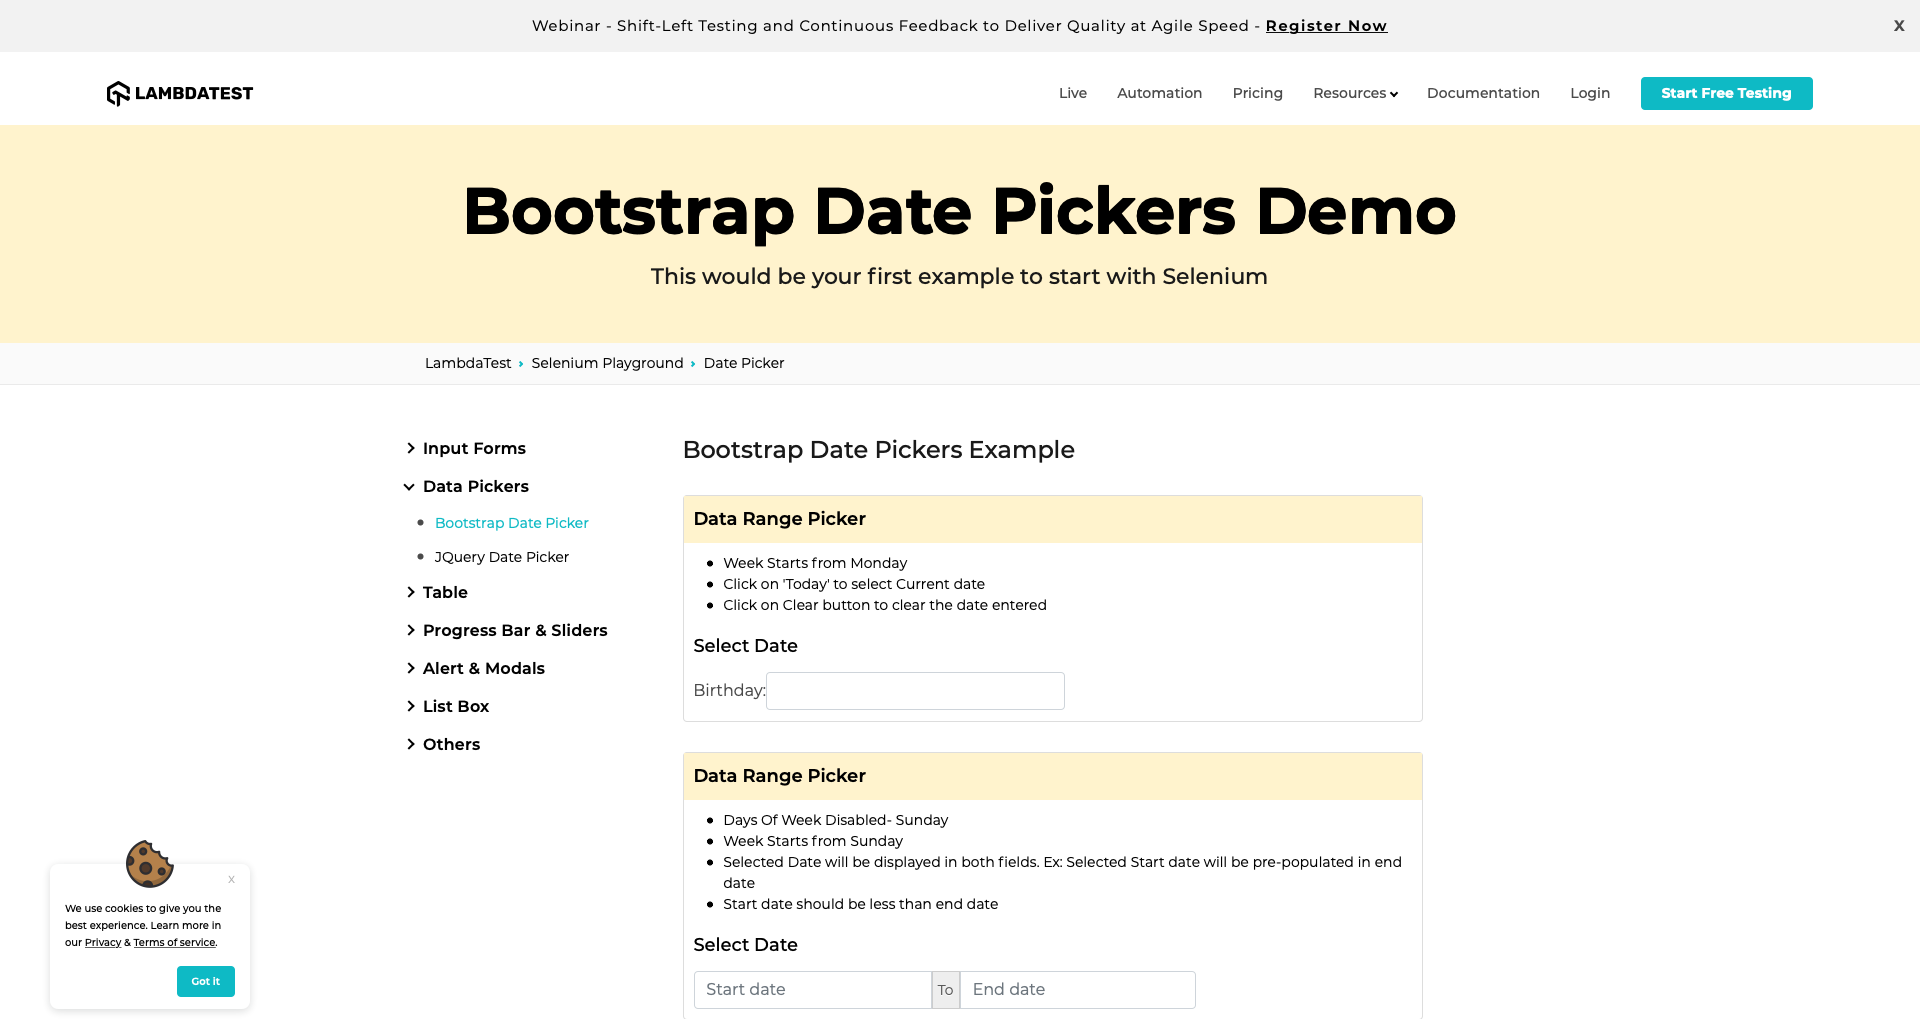 Webinar - Shift-Left Testing and Continuous Feedback to Deliver Quality at Agile Speed - Register Now
X
LAMBDATEST
Live
Automation
Pricing
Resources
Documentation
Login
Start Free Testing
Bootstrap Date Pickers Demo
This would be your first example to start with Selenium
LambdaTest › Selenium Playground › Date Picker
Input Forms
Data Pickers
Bootstrap Date Picker
JQuery Date Picker
Table
Progress Bar & Sliders
Alert & Modals
List Box
Others
Bootstrap Date Pickers Example
Data Range Picker
Week Starts from Monday
Click on 'Today' to select Current date
Click on Clear button to clear the date entered
Select Date
Birthday:
Data Range Picker
Days Of Week Disabled- Sunday
Week Starts from Sunday
Selected Date will be displayed in both fields. Ex: Selected Start date will be pre-populated in end
date
Start date should be less than end date
Select Date
Start date To End date
x
We use cookies to give you the
best experience. Learn more in
our Privacy & Terms of service.
Got it